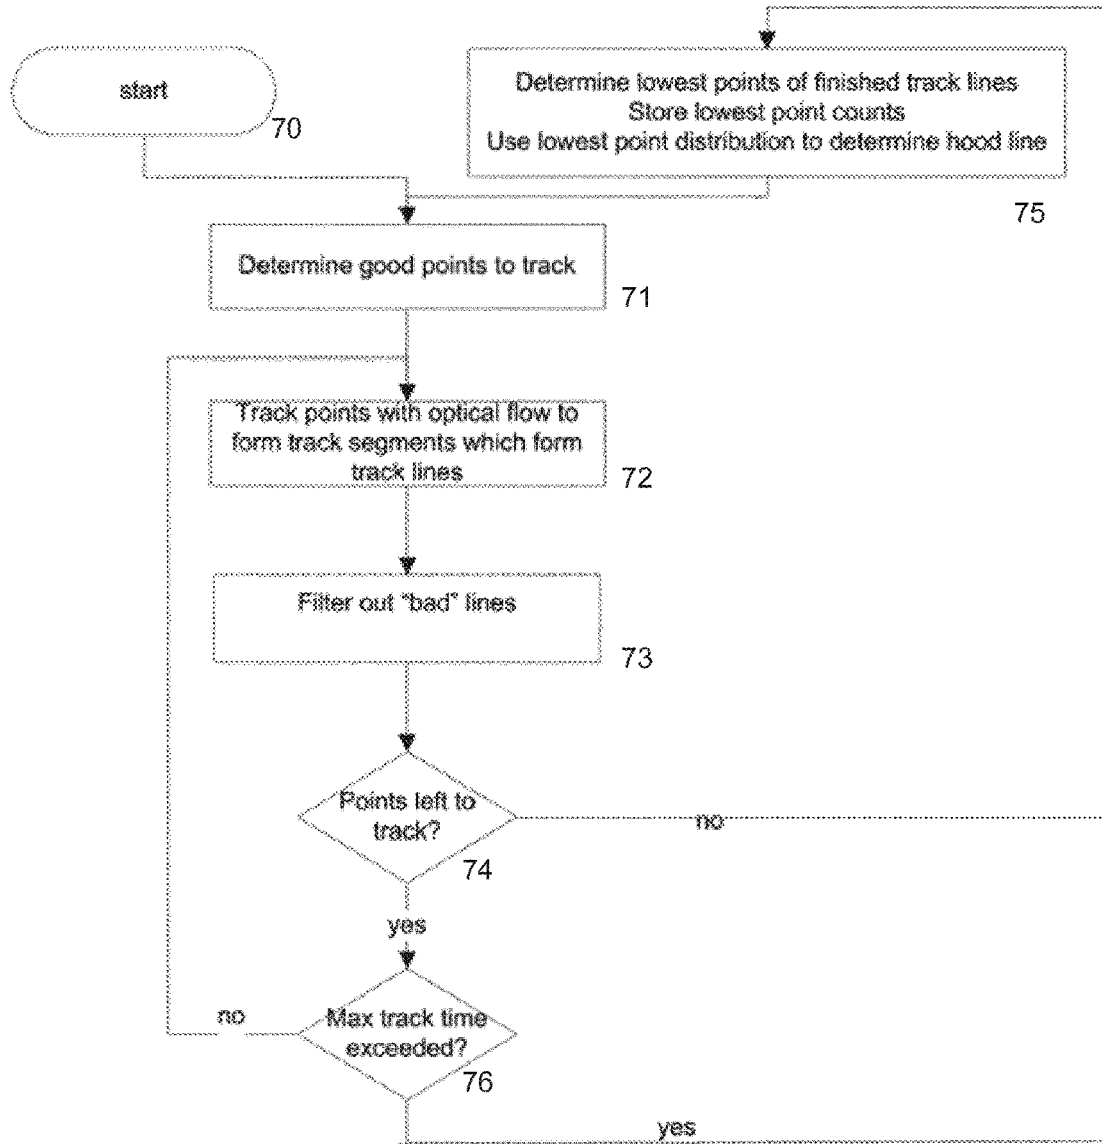 start
70
Determine lowest points of finished track lines
Store lowest point counts
Use lowest point distribution to determine hood line
75
Determine good points to track
71
Track points with optical flow to
form track segments which form
track lines
72
Filter out "bad" lines
73
Points left to
track?
74
no
yes
Max track time
exceeded?
76
no
yes